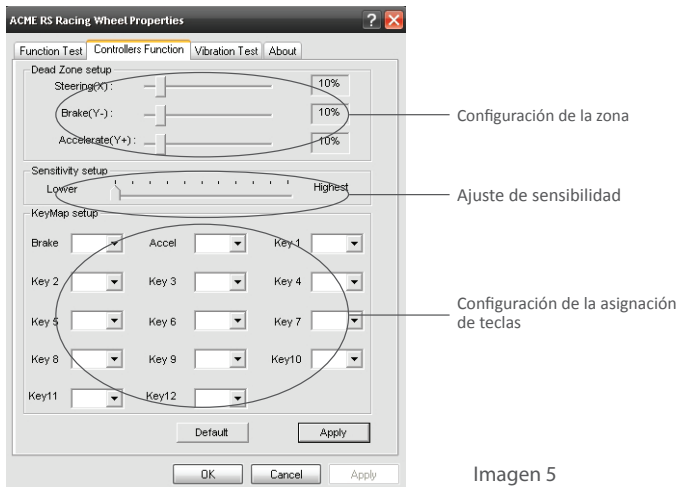 ACME RS Racing Wheel Properties
Function Test Controllers Function Vibration Test About
Dead Zone setup
Steering(X) : 10%
Brake(Y-) : 10%
Accelerate(Y+) : 10%
Configuración de la zona
Sensitivity setup
Lower Highest
Ajuste de sensibilidad
KeyMap setup
Brake Accel Key 1
Key 2 Key 3 Key 4
Key 5 Key 6 Key 7
Configuración de la asignación
de teclas
Key 8 Key 9 Key10
Key11 Key12
Default Apply
OK Cancel Apply
Imagen 5